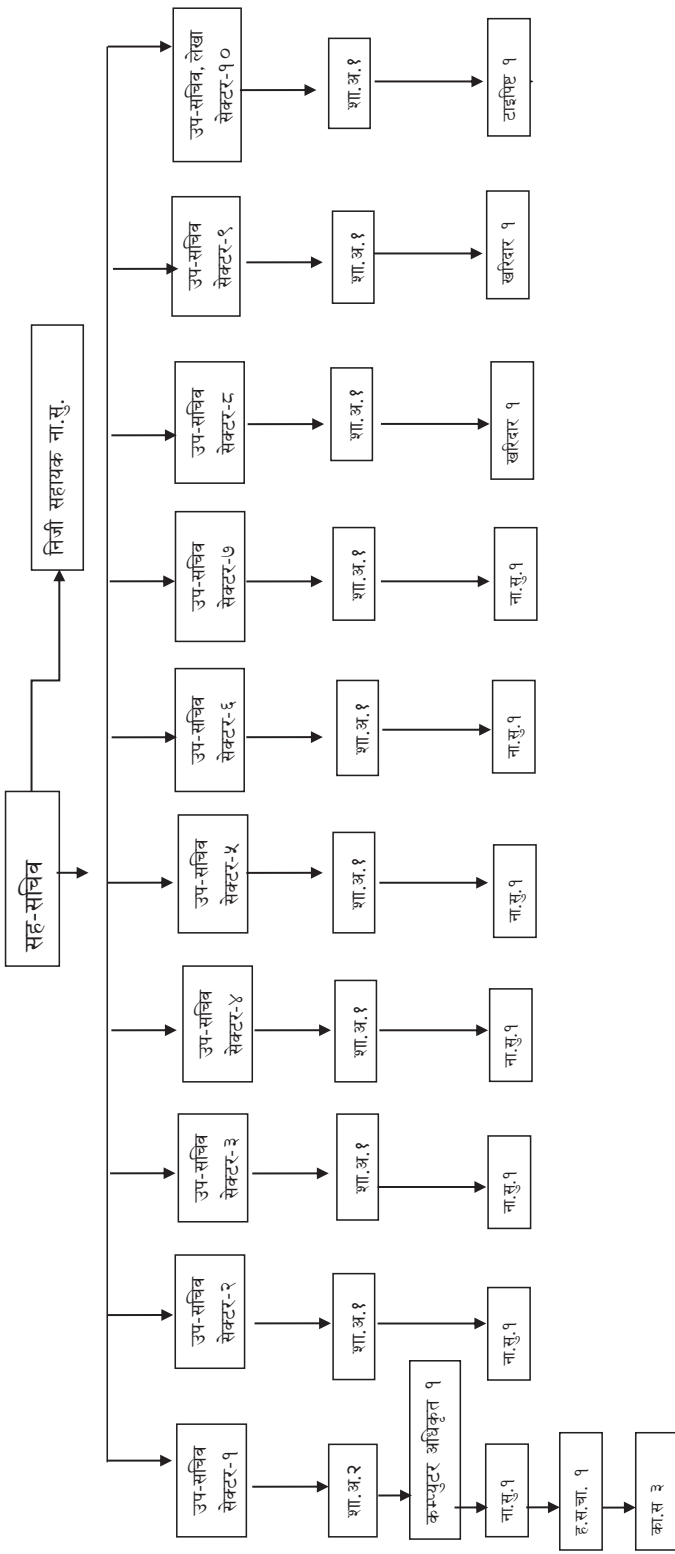 सह-सचिव
निजी सहायक ना.सु.
उप-सचिव
सेक्टर-१
उप-सचिव
सेक्टर-२
उप-सचिव
सेक्टर-३
उप-सचिव
सेक्टर-४
उप-सचिव
सेक्टर-५
उप-सचिव
सेक्टर-६
उप-सचिव
सेक्टर-७
उप-सचिव
सेक्टर-८
उप-सचिव
सेक्टर-९
उप-सचिव, लेखा
सेक्टर-१०
शा.अ.२
शा.अ.१
शा.अ.१
शा.अ.१
शा.अ.१
शा.अ.१
शा.अ.१
शा.अ.१
शा.अ.१
शा.अ.१
कम्प्युटर अधिकृत १
ना.सु.१
ना.सु.१
ना.सु.१
ना.सु.१
ना.सु.१
ना.सु.१
ना.सु.१
खरिदार १
खरिदार १
टाइपिष्ट १
ह.स.चा. १
का.स ३